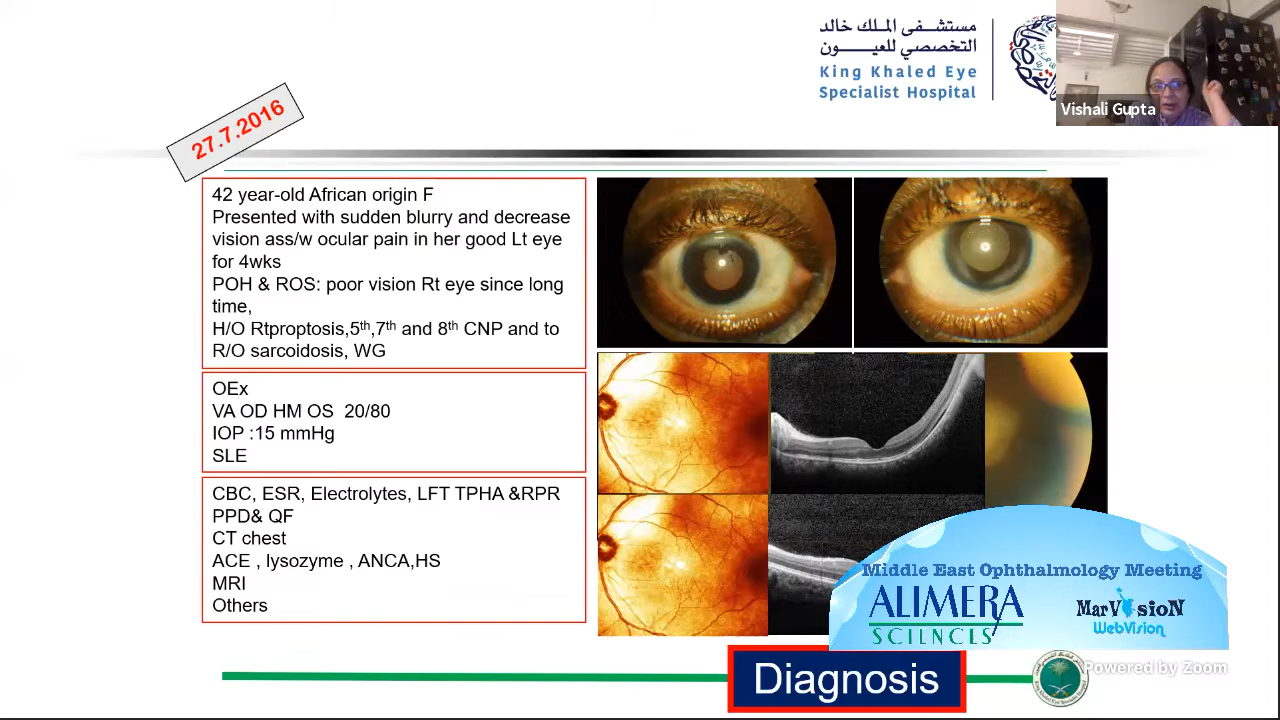 مستشفى الملك خالد
التخصصي للعيون
King Khaled Eye
Specialist Hospital
Vishali Gupta
27.7.2016
42 year-old African origin F
Presented with sudden blurry and decrease
vision ass/w ocular pain in her good Lt eye
for 4wks
POH & ROS: poor vision Rt eye since long
time,
H/O Rtproptosis,5th,7th and 8th CNP and to
R/O sarcoidosis, WG
OEx
VA OD HM OS 20/80
IOP :15 mmHg
SLE
CBC, ESR, Electrolytes, LFT TPHA &RPR
PPD& QF
CT chest
ACE , lysozyme , ANCA,HS
MRI
Others
Middle East Ophthalmology Meeting
ALIMERA
SCIENCES
MarVisioN
WebVision
Powered by Zoom
Diagnosis